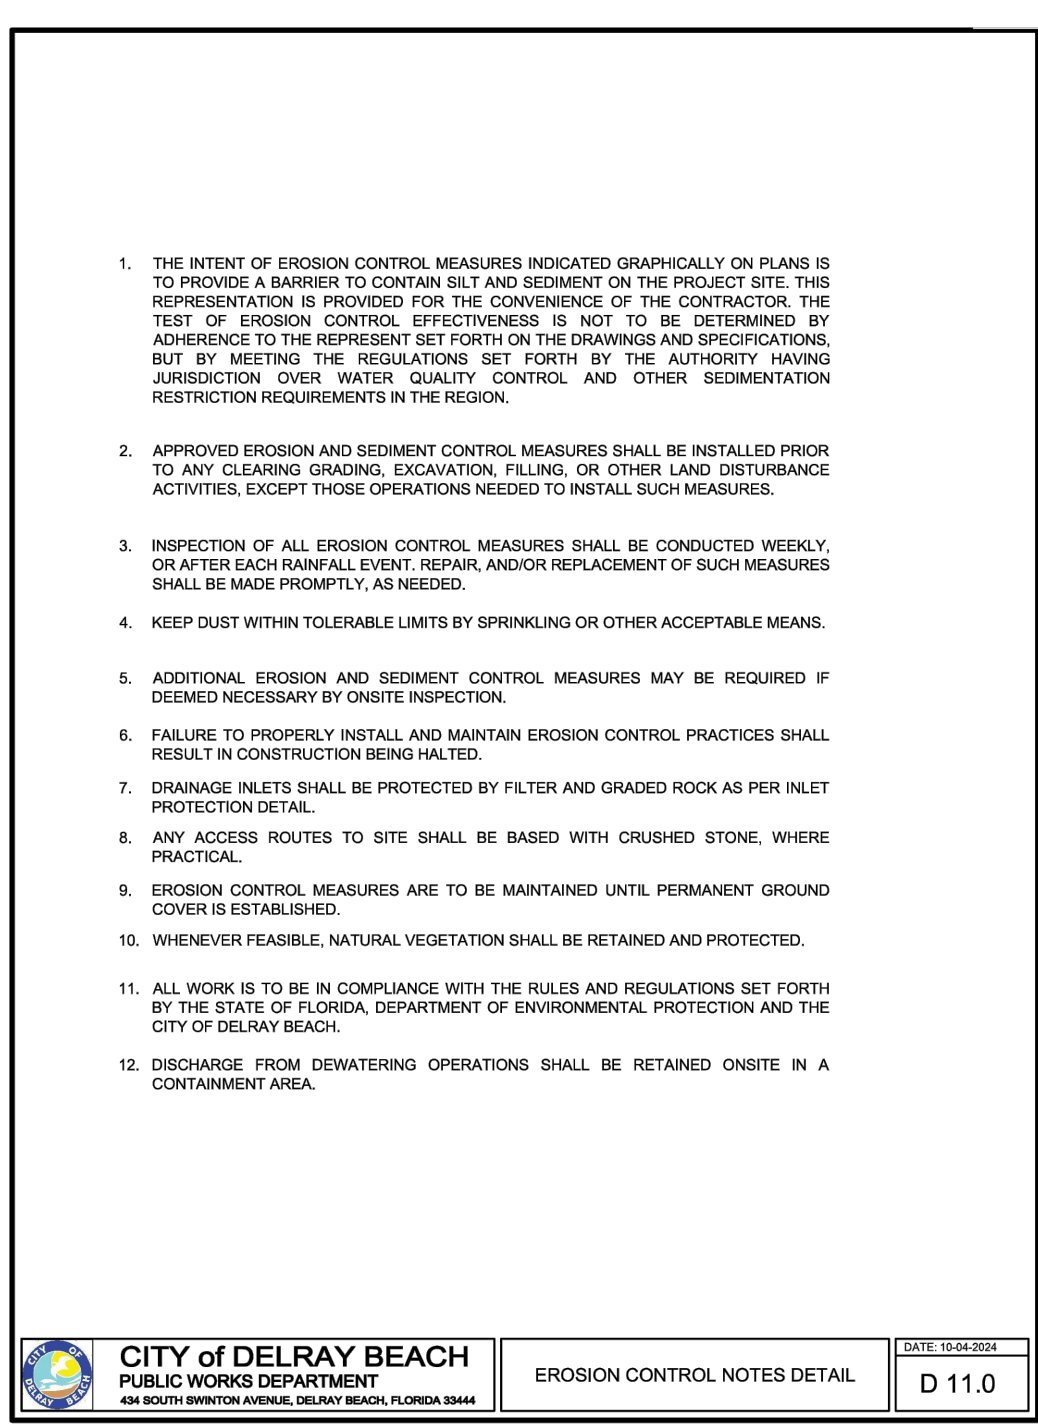 1. THE INTENT OF EROSION CONTROL MEASURES INDICATED GRAPHICALLY ON PLANS IS
TO PROVIDE A BARRIER TO CONTAIN SILT AND SEDIMENT ON THE PROJECT SITE. THIS
REPRESENTATION IS PROVIDED FOR THE CONVENIENCE OF THE CONTRACTOR. THE
TEST OF EROSION CONTROL EFFECTIVENESS IS NOT TO BE DETERMINED BY
ADHERENCE TO THE REPRESENT SET FORTH ON THE DRAWINGS AND SPECIFICATIONS,
BUT BY MEETING THE REGULATIONS SET FORTH BY THE AUTHORITY HAVING
JURISDICTION OVER WATER QUALITY CONTROL AND OTHER SEDIMENTATION
RESTRICTION REQUIREMENTS IN THE REGION.
2. APPROVED EROSION AND SEDIMENT CONTROL MEASURES SHALL BE INSTALLED PRIOR
TO ANY CLEARING GRADING, EXCAVATION, FILLING, OR OTHER LAND DISTURBANCE
ACTIVITIES, EXCEPT THOSE OPERATIONS NEEDED TO INSTALL SUCH MEASURES.
3. INSPECTION OF ALL EROSION CONTROL MEASURES SHALL BE CONDUCTED WEEKLY,
OR AFTER EACH RAINFALL EVENT. REPAIR, AND/OR REPLACEMENT OF SUCH MEASURES
SHALL BE MADE PROMPTLY, AS NEEDED.
4. KEEP DUST WITHIN TOLERABLE LIMITS BY SPRINKLING OR OTHER ACCEPTABLE MEANS.
5. ADDITIONAL EROSION AND SEDIMENT CONTROL MEASURES MAY BE REQUIRED IF
DEEMED NECESSARY BY ONSITE INSPECTION.
6. FAILURE TO PROPERLY INSTALL AND MAINTAIN EROSION CONTROL PRACTICES SHALL
RESULT IN CONSTRUCTION BEING HALTED.
7. DRAINAGE INLETS SHALL BE PROTECTED BY FILTER AND GRADED ROCK AS PER INLET
PROTECTION DETAIL.
8. ANY ACCESS ROUTES TO SITE SHALL BE BASED WITH CRUSHED STONE, WHERE
PRACTICAL.
9. EROSION CONTROL MEASURES ARE TO BE MAINTAINED UNTIL PERMANENT GROUND
COVER IS ESTABLISHED.
10. WHENEVER FEASIBLE, NATURAL VEGETATION SHALL BE RETAINED AND PROTECTED.
11. ALL WORK IS TO BE IN COMPLIANCE WITH THE RULES AND REGULATIONS SET FORTH
BY THE STATE OF FLORIDA, DEPARTMENT OF ENVIRONMENTAL PROTECTION AND THE
CITY OF DELRAY BEACH.
12. DISCHARGE FROM DEWATERING OPERATIONS SHALL BE RETAINED ONSITE IN A
CONTAINMENT AREA.
CITY OF
DELRAY BEACH
CITY of DELRAY BEACH
PUBLIC WORKS DEPARTMENT
434 SOUTH SWINTON AVENUE, DELRAY BEACH, FLORIDA 33444
EROSION CONTROL NOTES DETAIL
DATE: 10-04-2024
D 11.0